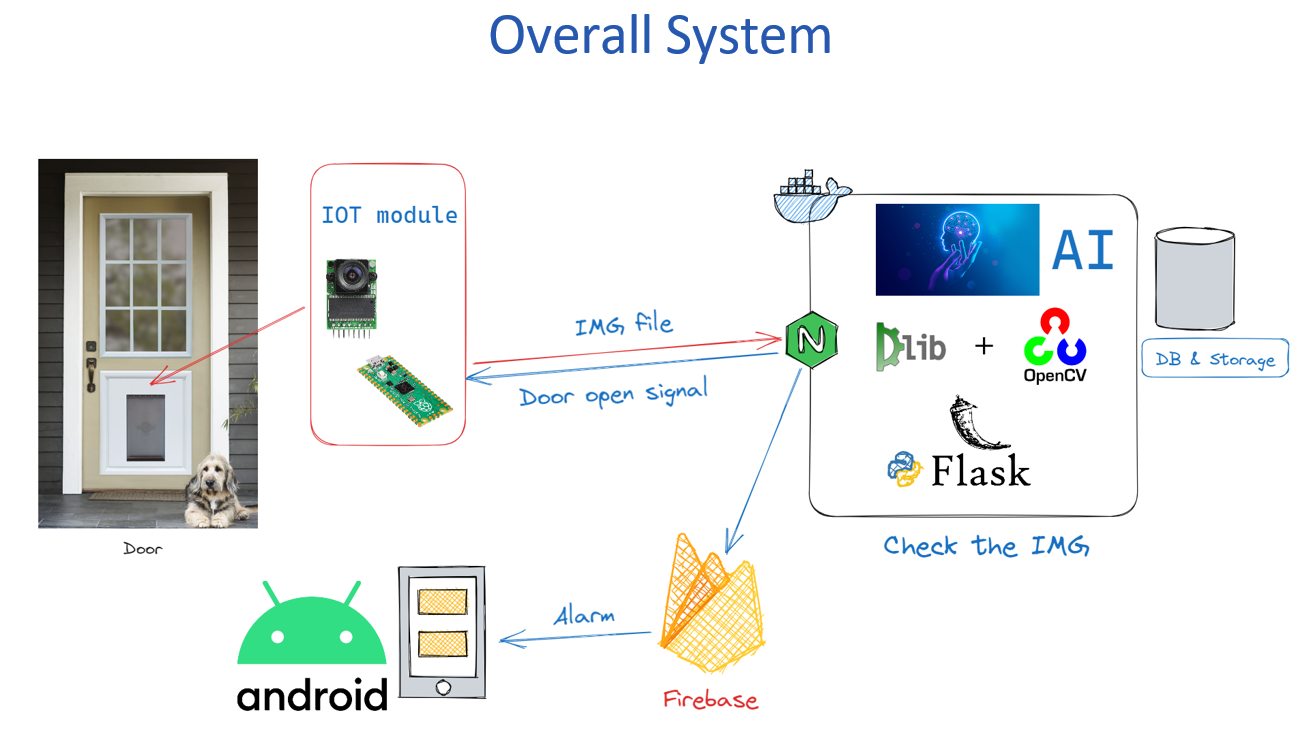 Overall System
IOT module
AI
IMG file
Door open signal
N
Dlib + OpenCV
DB & Storage
Flask
Door
Check the IMG
Alarm
android
Firebase